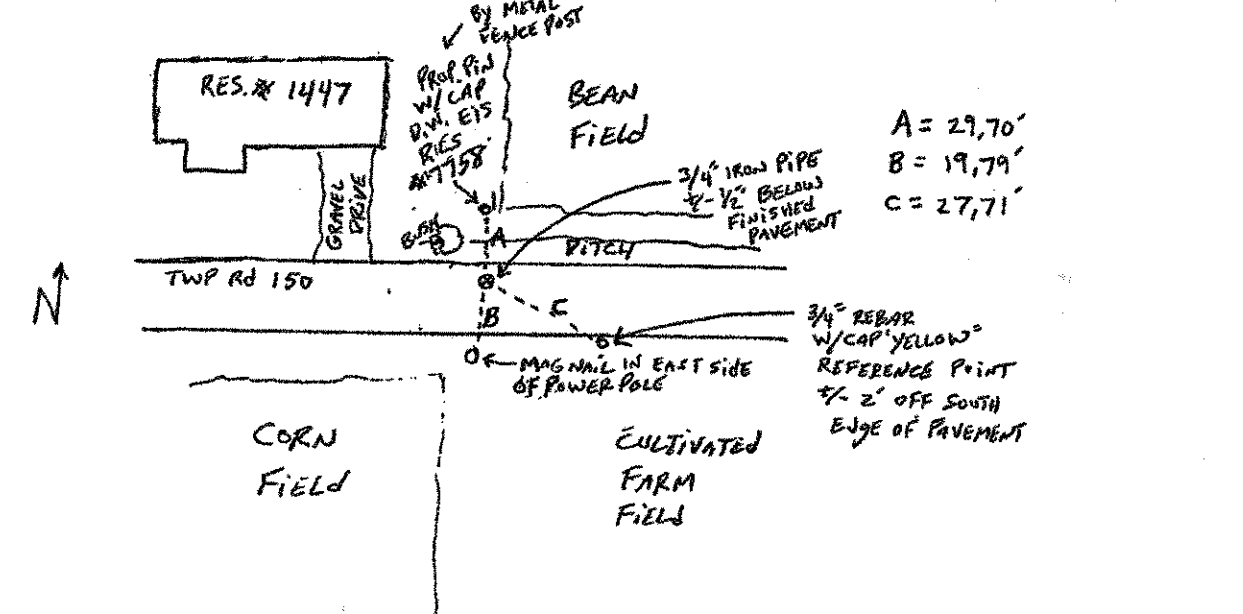 By METAL
FENCE POST
PROP. PIN
W/ CAP
D.W. EIS
RIES
#7958
RES. # 1447
BEAN
FiELd
A = 29,70'
B = 19,79'
C = 27,71'
3/4" IRON PiPE
+/- 1/2" BELOW
FiNiSHED
PAVEMENT
GRAVEL
DRIVE
BUSH
A
DiTCH
TWP Rd 150
N
B
C
MAG NAIL IN EAST SidE
OF POWER POLE
3/4" REBAR
W/CAP "YELLOW"
REFERENCE POiNT
+/- 2' OFF SOUTH
EdgE OF PAVEMENT
CORN
FiELd
CULTiVATEd
FARM
FiELd